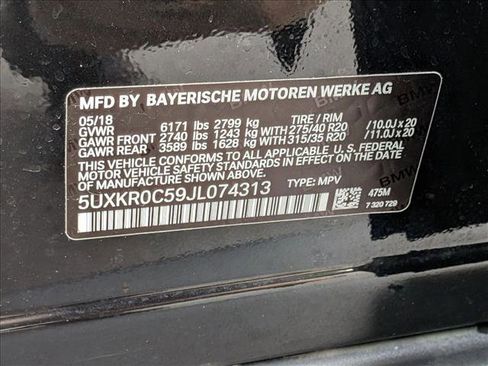 MFD BY BAYERISCHE MOTOREN WERKE AG
05/18 TIRE / RIM
GVWR 6171 lbs 2799 kg
GAWR FRONT 2740 lbs 1243 kg WITH 275/40 R20 /10.0J x 20
GAWR REAR 3589 lbs 1628 kg WITH 315/35 R20 /11.0J x 20
THIS VEHICLE CONFORMS TO ALL APPLICABLE U.S. FEDERAL
MOTOR VEHICLE SAFETY STANDARDS IN
EFFECT ON THE DATE OF MANUFACTURE SHOWN ABOVE.
5UXKR0C59JL074313 TYPE: MPV 475M
7 320 729